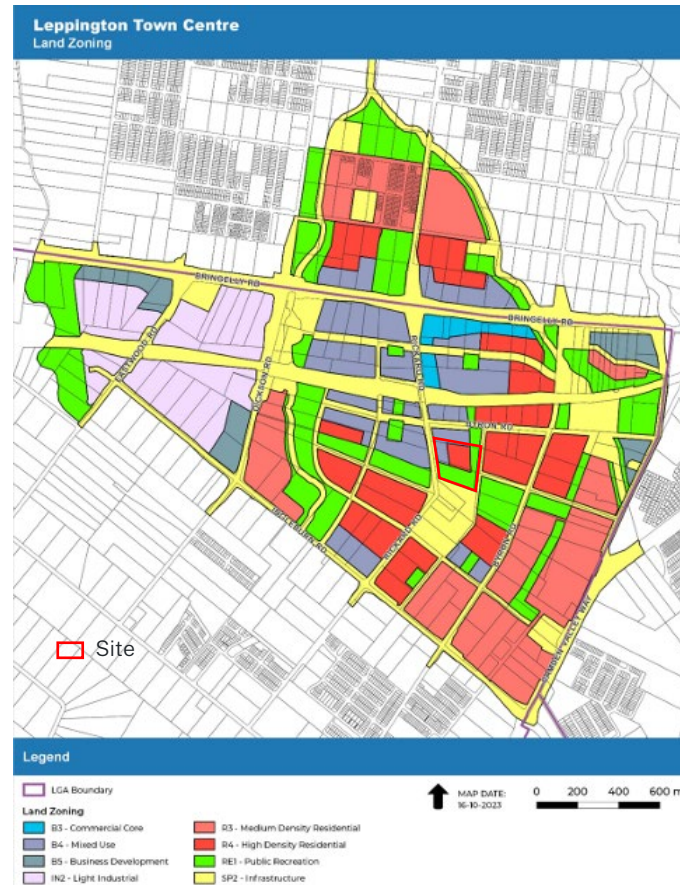 Leppington Town Centre
Land Zoning
BRINGELLY RD
BRINGELLY RD
EASTWOOD RD
DICKSON RD
RICKARD RD
BYRON RD
INGLEBURN RD
RICKARD RD
BYRON RD
CAMDEN VALLEY WAY
Site
Legend
LGA Boundary
Land Zoning
B3 - Commercial Core
B4 - Mixed Use
B5 - Business Development
IN2 - Light Industrial
R3 - Medium Density Residential
R4 - High Density Residential
RE1 - Public Recreation
SP2 - Infrastructure
MAP DATE:
16-10-2023
0 200 400 600 m